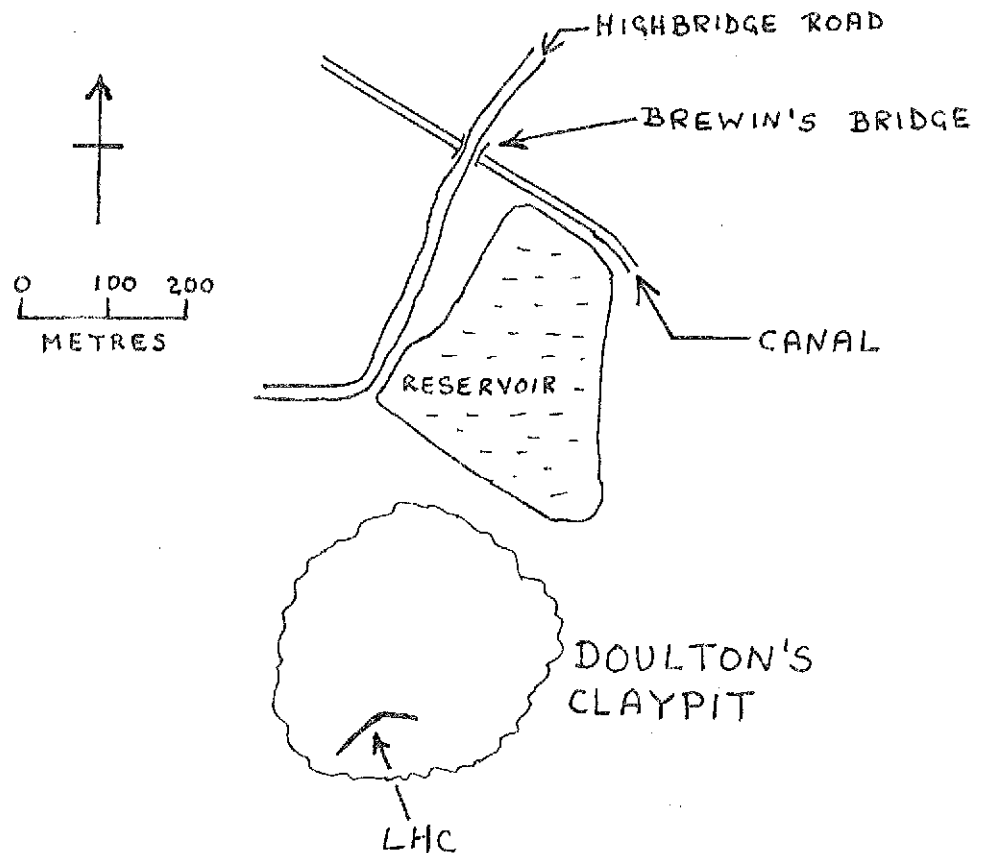 HIGHBRIDGE ROAD
BREWIN'S BRIDGE
0 100 200
METRES
CANAL
RESERVOIR
DOULTON'S
CLAYPIT
LHC